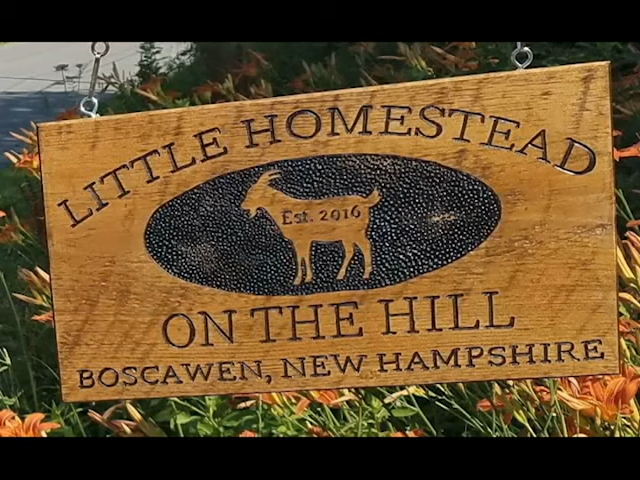 LITTLE HOMESTEAD
Est. 2016
ON THE HILL
BOSCAWEN, NEW HAMPSHIRE